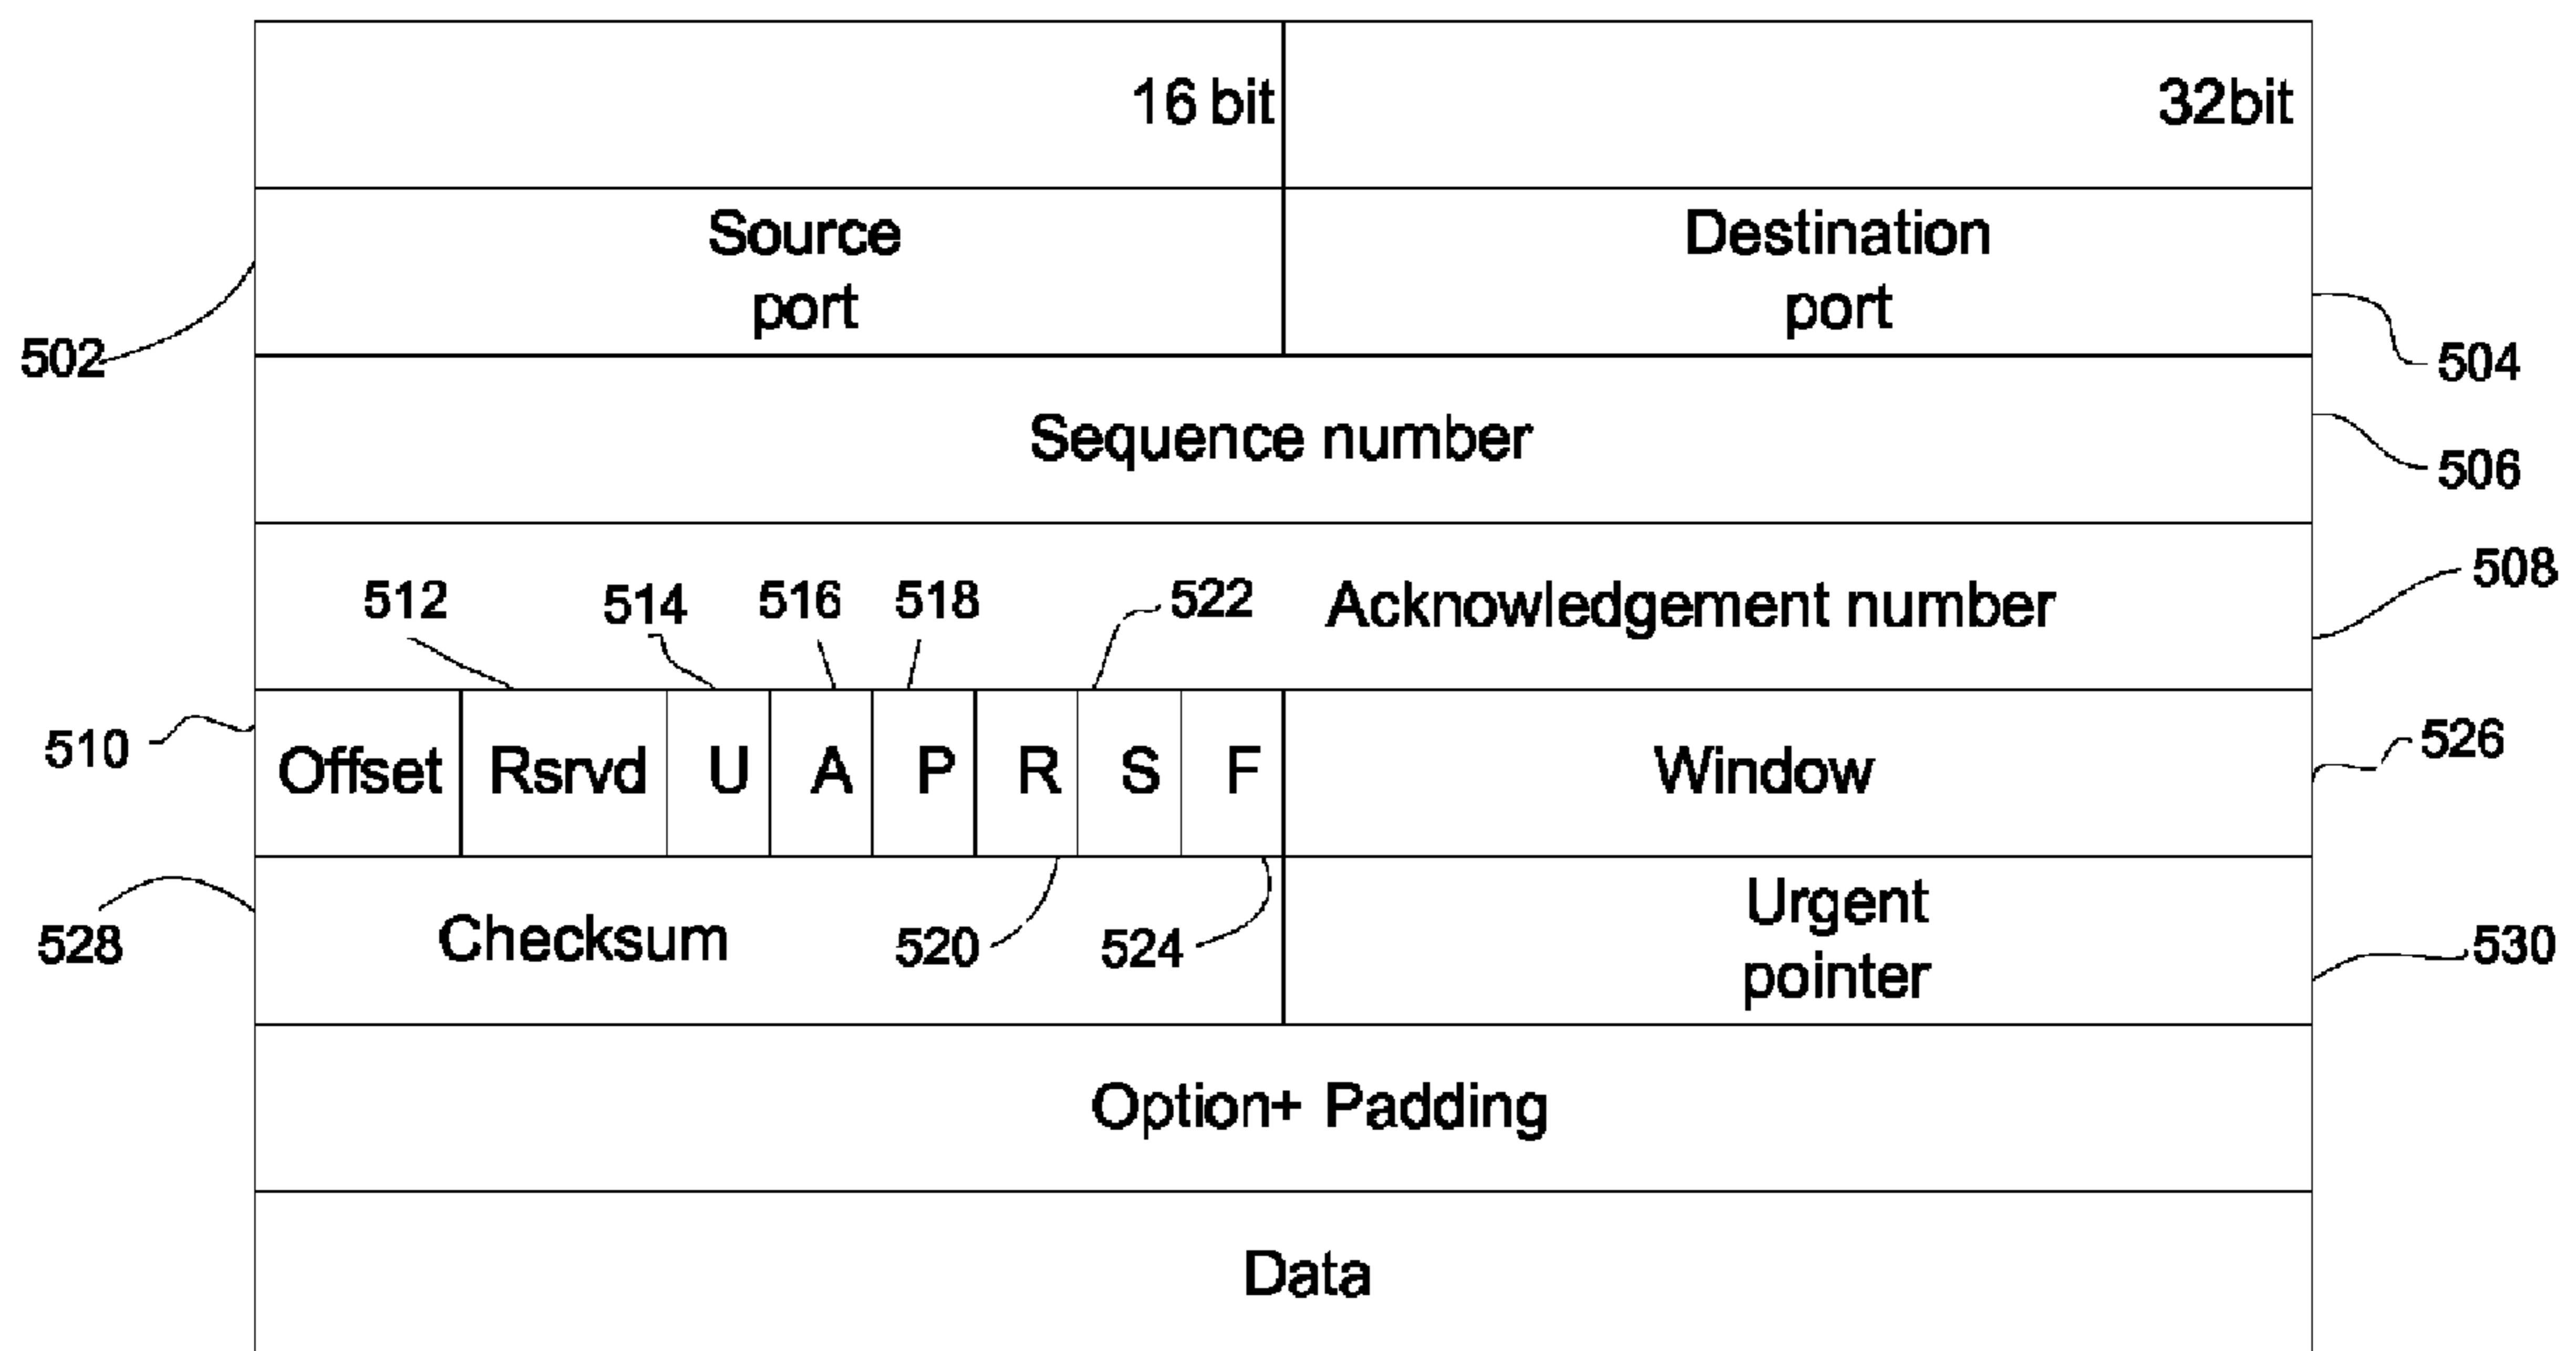 16 bit
32bit
Source
port
Destination
port
502
504
Sequence number
506
508
512
514
516
518
522
Acknowledgement number
510
Offset
Rsrvd
U
A
P
R
S
F
Window
526
528
Checksum
520
524
Urgent
pointer
530
Option+ Padding
Data